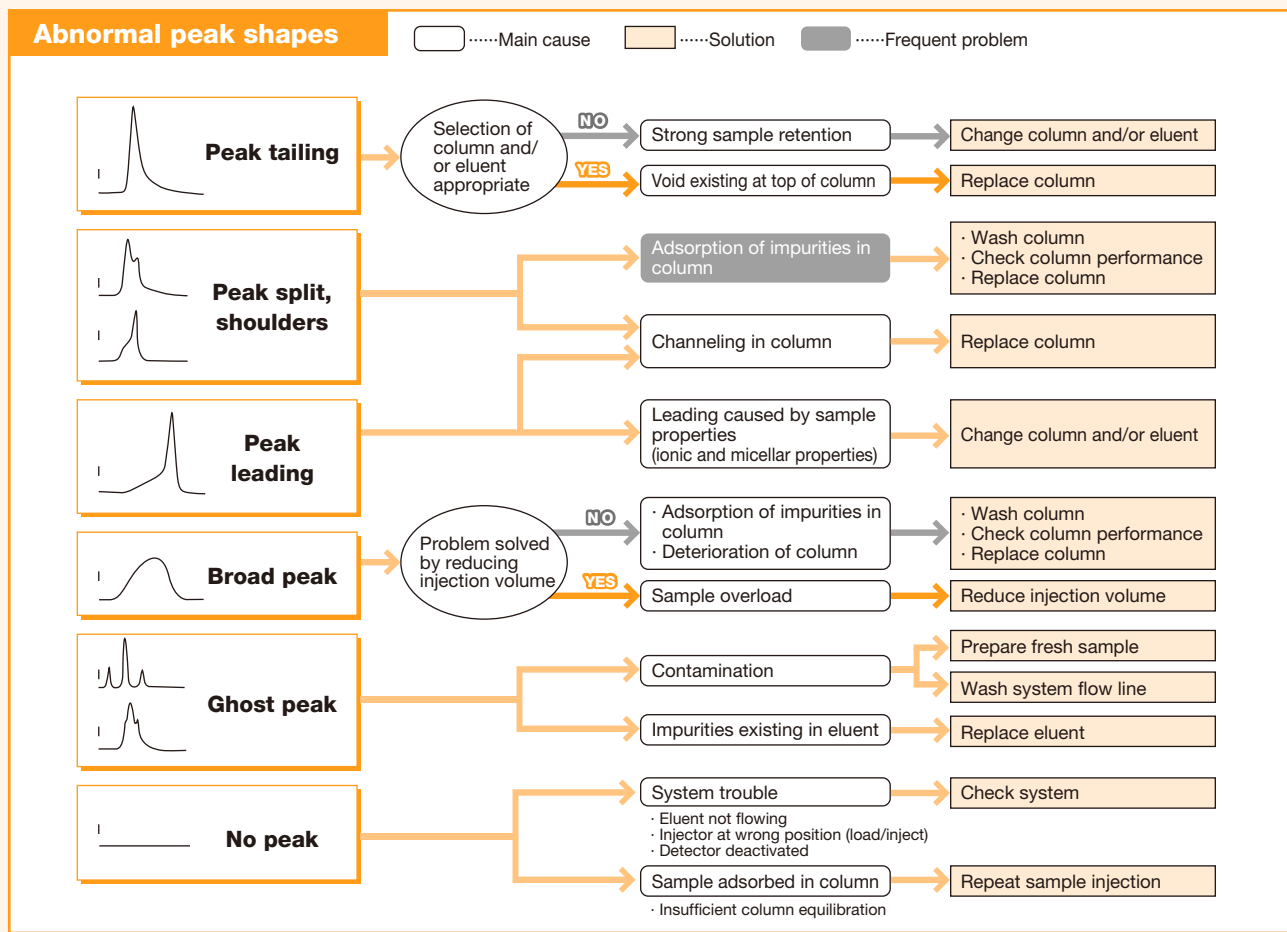 Abnormal peak shapes
······Main cause
······Solution
······Frequent problem
Peak tailing
Selection of
column and/
or eluent
appropriate
NO
Strong sample retention
Change column and/or eluent
YES
Void existing at top of column
Replace column
Peak split,
shoulders
Adsorption of impurities in
column
· Wash column
· Check column performance
· Replace column
Channeling in column
Replace column
Peak
leading
Leading caused by sample
properties
(ionic and micellar properties)
Change column and/or eluent
Broad peak
Problem solved
by reducing
injection volume
NO
· Adsorption of impurities in
column
· Deterioration of column
· Wash column
· Check column performance
· Replace column
YES
Sample overload
Reduce injection volume
Ghost peak
Contamination
Prepare fresh sample
Wash system flow line
Impurities existing in eluent
Replace eluent
No peak
System trouble
Check system
· Eluent not flowing
· Injector at wrong position (load/inject)
· Detector deactivated
Sample adsorbed in column
Repeat sample injection
· Insufficient column equilibration